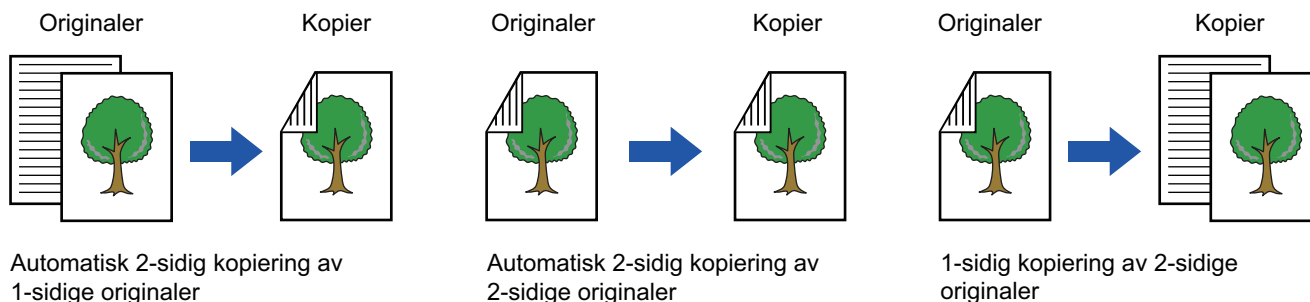 Originaler
Kopier
Automatisk 2-sidig kopiering av
1-sidige originaler
Originaler
Kopier
Automatisk 2-sidig kopiering av
2-sidige originaler
Originaler
Kopier
1-sidig kopiering av 2-sidige
originaler